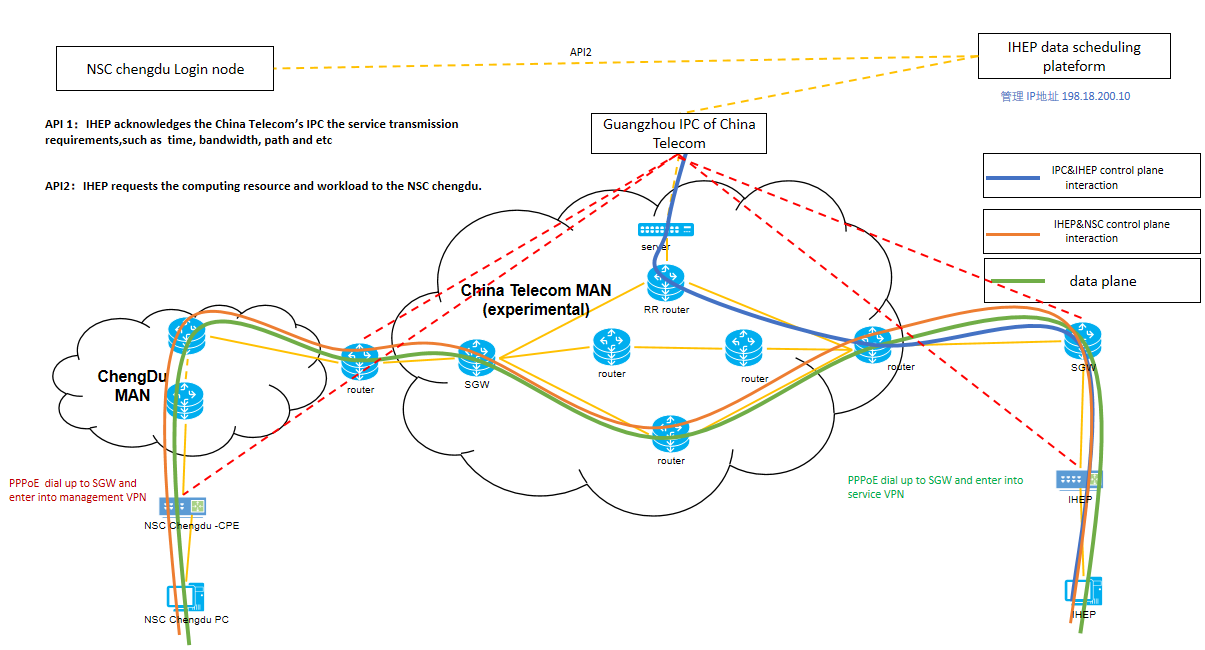 API2
NSC chengdu Login node
IHEP data scheduling
plateform
管理 IP地址 198.18.200.10
API 1：IHEP acknowledges the China Telecom’s IPC the service transmission
requirements,such as  time, bandwidth, path and etc
Guangzhou IPC of China
Telecom
API2：IHEP requests the computing resource and workload to the NSC chengdu.
IPC&IHEP control plane
interaction
IHEP&NSC control plane
interaction
data plane
server
China Telecom MAN
(experimental)
RR router
ChengDu
MAN
router
SGW
router
router
router
SGW
router
PPPoE  dial up to SGW and
enter into management VPN
PPPoE dial up to SGW and enter into
service VPN
NSC Chengdu -CPE
IHEP
NSC Chengdu PC
IHEP